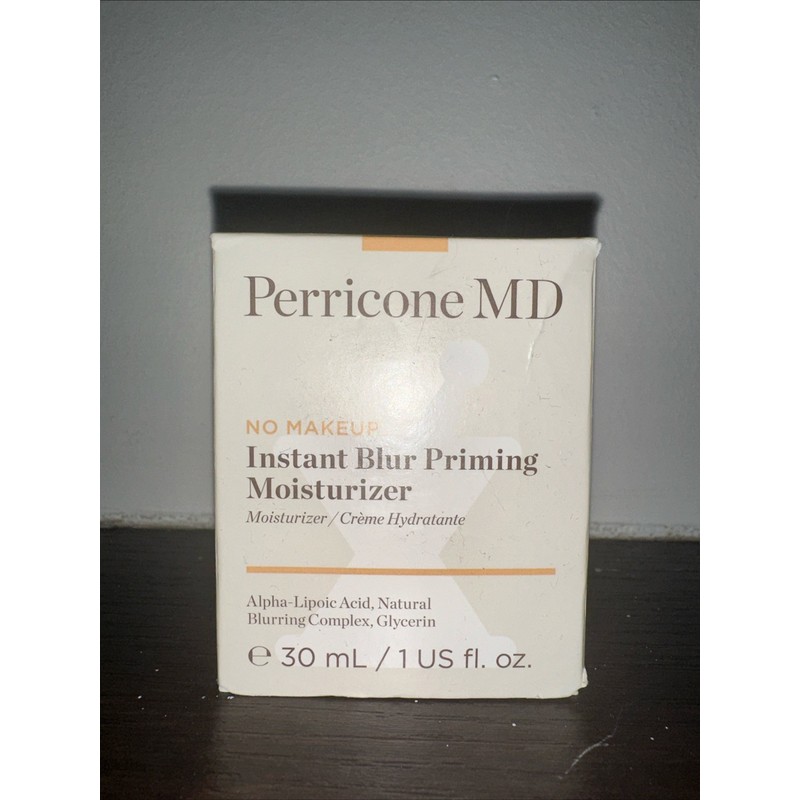 Perricone MD
NO MAKEUP
Instant Blur Priming
Moisturizer
Moisturizer / Crème Hydratante
Alpha-Lipoic Acid, Natural
Blurring Complex, Glycerin
℮ 30 mL / 1 US fl. oz.